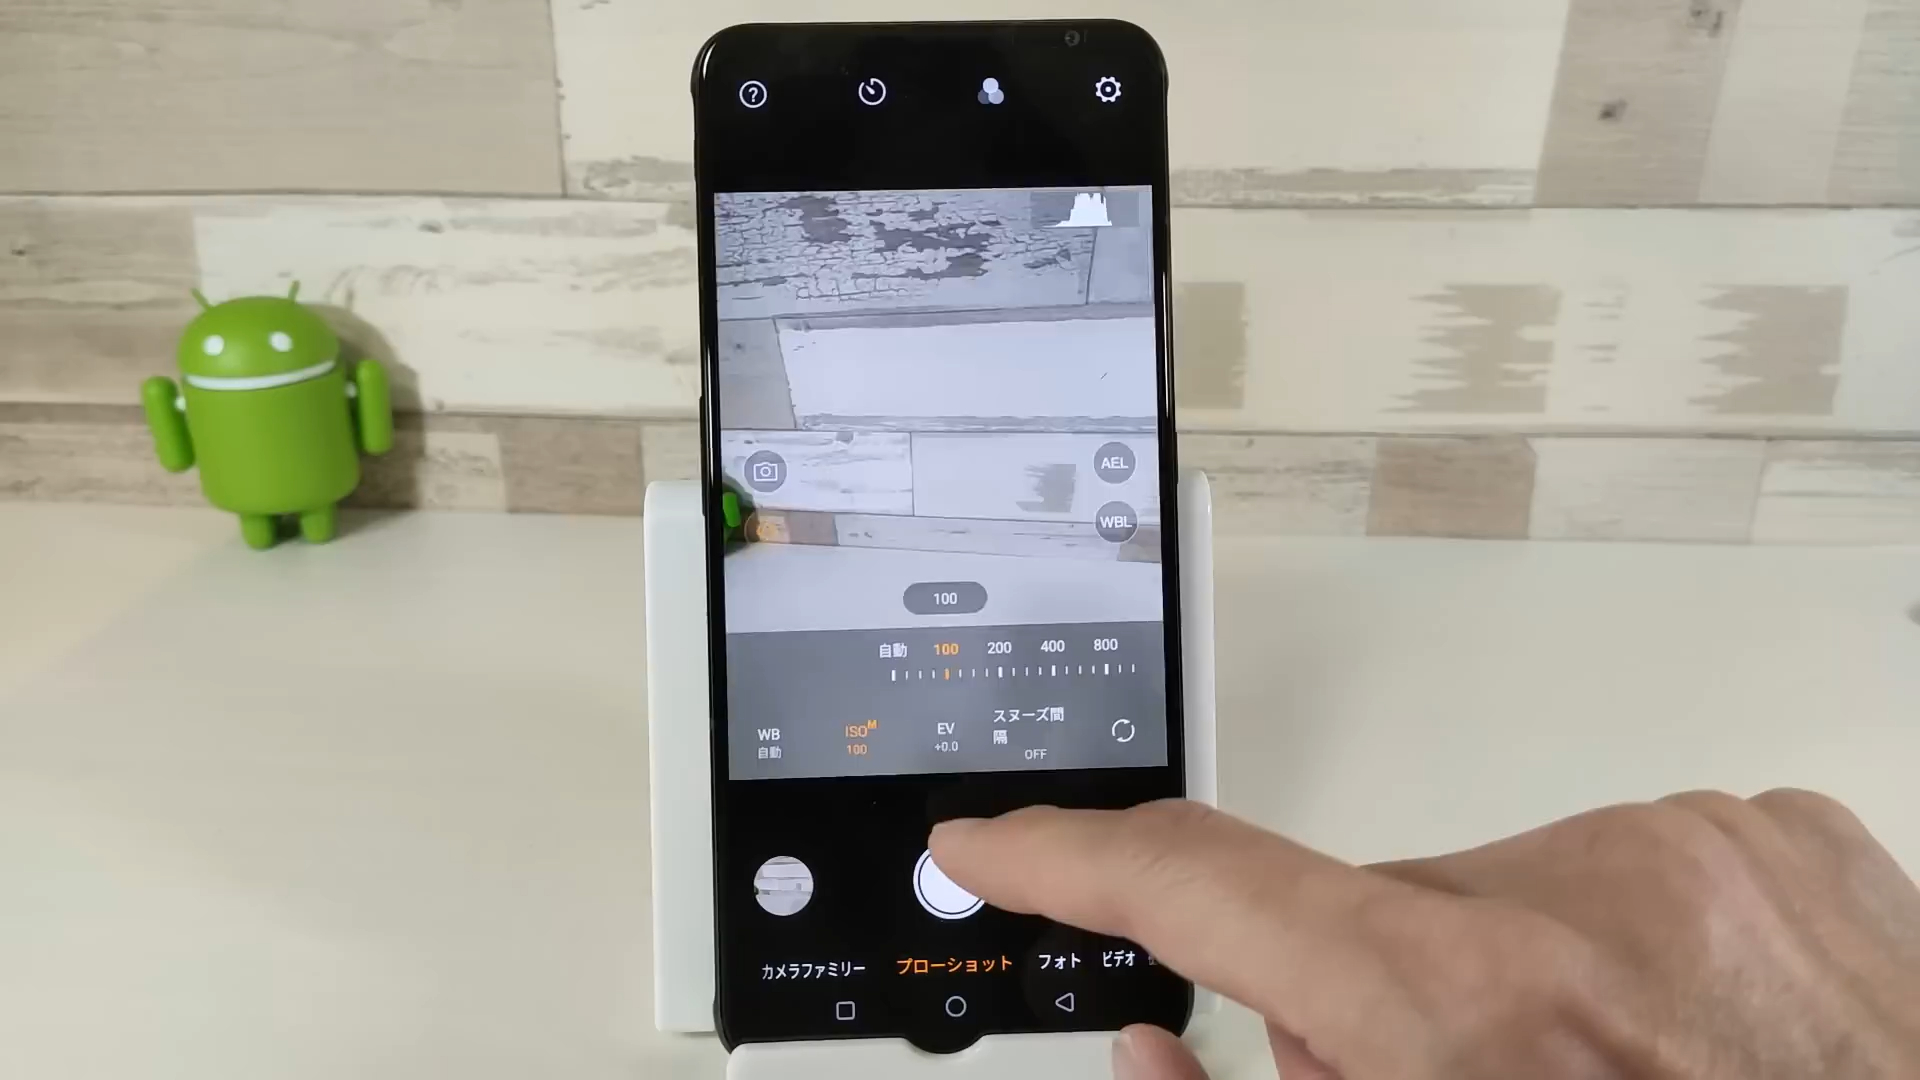 AEL
WBL
100
自動 100 200 400 800
WB 自動
ISO M 100
EV +0.0
スヌーズ間
隔
OFF
カメラファミリー プローショット フォト ビデオ